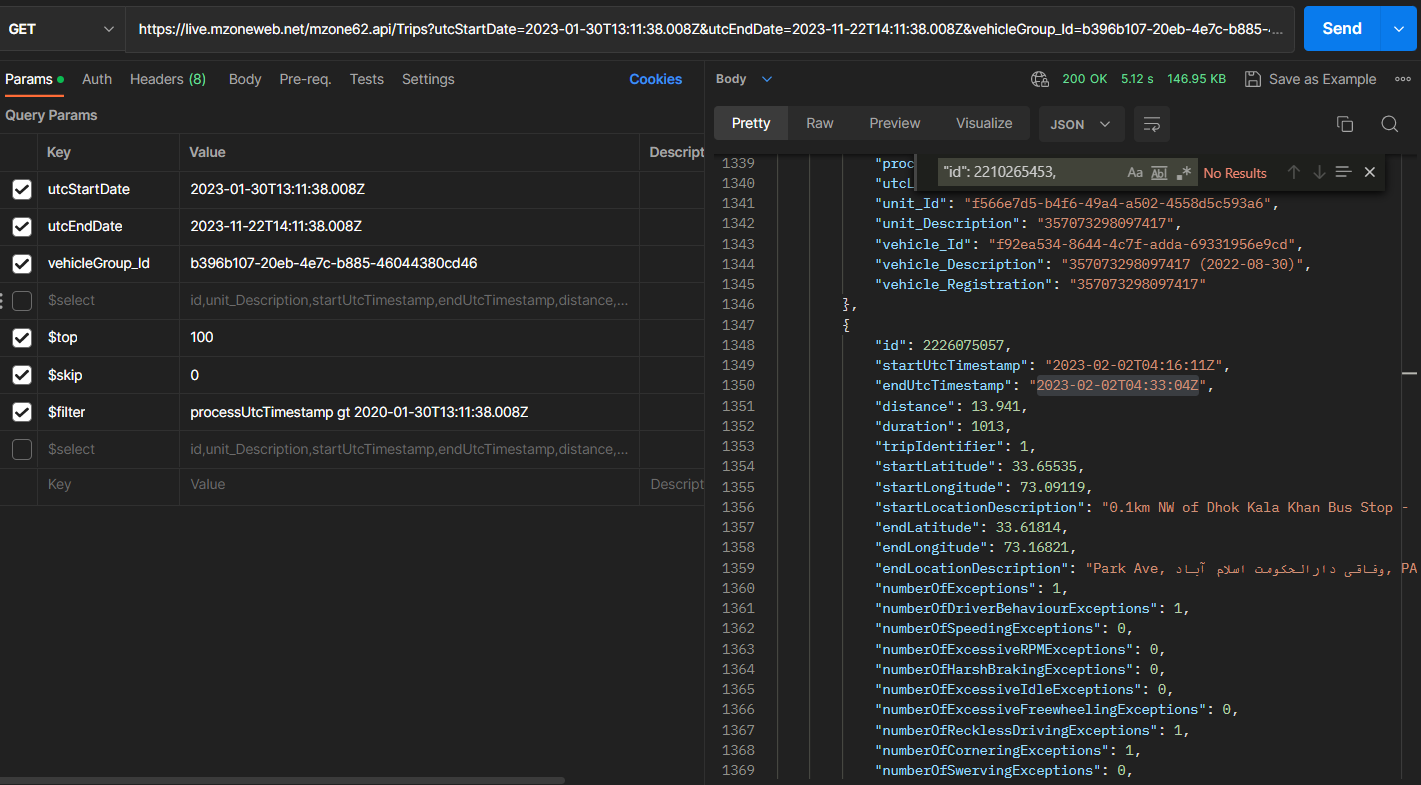 GET
https://live.mzoneweb.net/mzone62.api/Trips?utcStartDate=2023-01-30T13:11:38.008Z&utcEndDate=2023-11-22T14:11:38.008Z&vehicleGroup_Id=b396b107-20eb-4e7c-b885-...
Send
Params
Auth
Headers (8)
Body
Pre-req.
Tests
Settings
Cookies
Query Params
Key Value Descript
utcStartDate 2023-01-30T13:11:38.008Z
utcEndDate 2023-11-22T14:11:38.008Z
vehicleGroup_Id b396b107-20eb-4e7c-b885-46044380cd46
$select id,unit_Description,startUtcTimestamp,endUtcTimestamp,distance,...
$top 100
$skip 0
$filter processUtcTimestamp gt 2020-01-30T13:11:38.008Z
$select id,unit_Description,startUtcTimestamp,endUtcTimestamp,distance,...
Key Value Descript
Body
200 OK 5.12 s 146.95 KB
Save as Example
Pretty Raw Preview Visualize JSON
"id": 2210265453,
Aa Abl .* No Results
1339 "proc
1340 "utcL
1341 "unit_Id": "f566e7d5-b4f6-49a4-a502-4558d5c593a6",
1342 "unit_Description": "357073298097417",
1343 "vehicle_Id": "f92ea534-8644-4c7f-adda-69331956e9cd",
1344 "vehicle_Description": "357073298097417 (2022-08-30)",
1345 "vehicle_Registration": "357073298097417"
1346 },
1347 {
1348 "id": 2226075057,
1349 "startUtcTimestamp": "2023-02-02T04:16:11Z",
1350 "endUtcTimestamp": "2023-02-02T04:33:04Z",
1351 "distance": 13.941,
1352 "duration": 1013,
1353 "tripIdentifier": 1,
1354 "startLatitude": 33.65535,
1355 "startLongitude": 73.09119,
1356 "startLocationDescription": "0.1km NW of Dhok Kala Khan Bus Stop -
1357 "endLatitude": 33.61814,
1358 "endLongitude": 73.16821,
1359 "endLocationDescription": "Park Ave, وفاقی دارالحکومت اسلام آباد, PA
1360 "numberOfExceptions": 1,
1361 "numberOfDriverBehaviourExceptions": 1,
1362 "numberOfSpeedingExceptions": 0,
1363 "numberOfExcessiveRPMExceptions": 0,
1364 "numberOfHarshBrakingExceptions": 0,
1365 "numberOfExcessiveIdleExceptions": 0,
1366 "numberOfExcessiveFreewheelingExceptions": 0,
1367 "numberOfRecklessDrivingExceptions": 1,
1368 "numberOfCorneringExceptions": 1,
1369 "numberOfSwervingExceptions": 0,